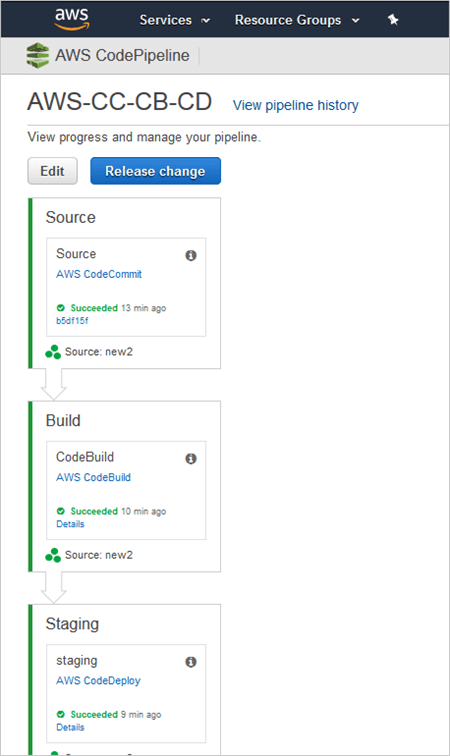 aws Services Resource Groups
AWS CodePipeline
AWS-CC-CB-CD View pipeline history
View progress and manage your pipeline.
Edit Release change
Source
Source
AWS CodeCommit
Succeeded 13 min ago
b5df15f
Source: new2
Build
CodeBuild
AWS CodeBuild
Succeeded 10 min ago
Details
Source: new2
Staging
staging
AWS CodeDeploy
Succeeded 9 min ago
Details